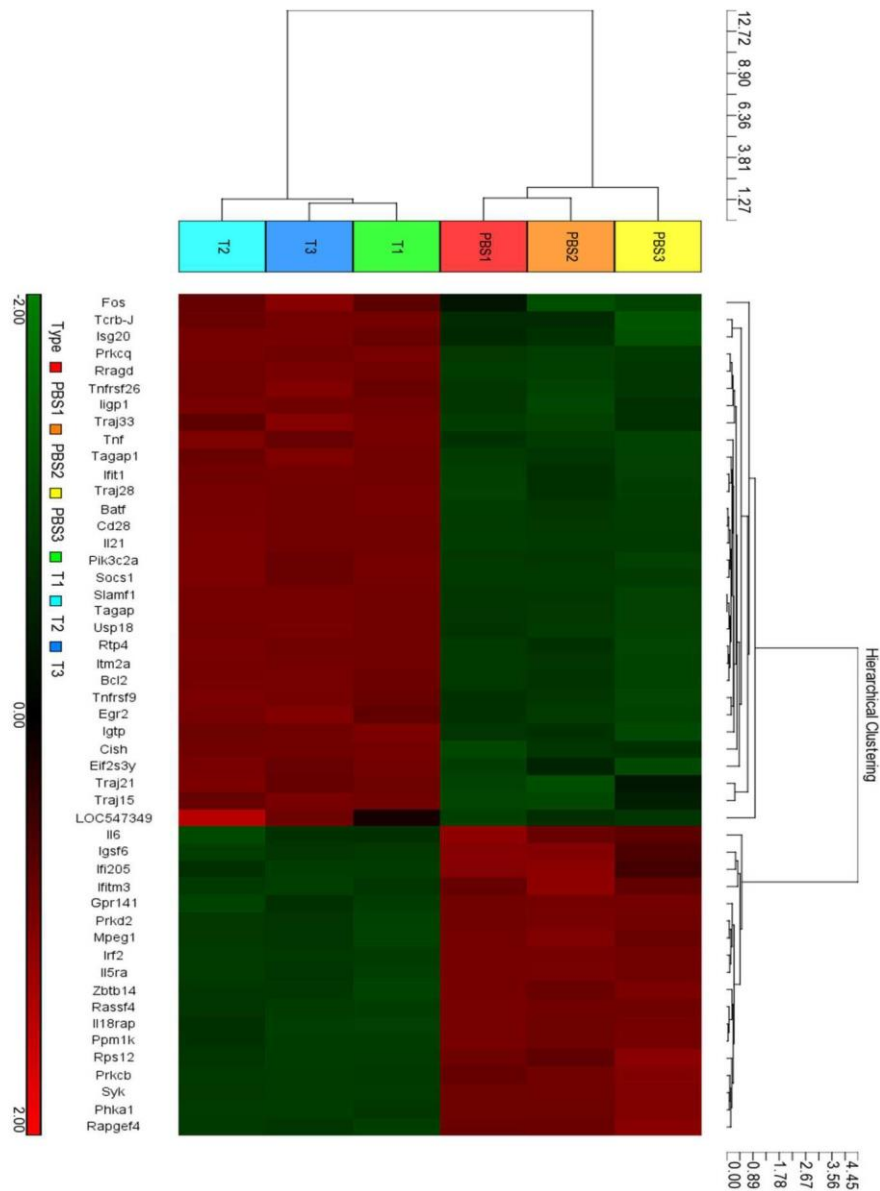 12.72
8.90
6.36
3.81
1.27
Hierarchical Clustering
T2
T3
T1
PBS1
PBS2
PBS3
-2.00
0.00
2.00
Type
PBS1
PBS2
PBS3
T1
T2
T3
Fos
Tcrb-J
Isg20
Prkcq
Rragd
Tnfrsf26
Iigp1
Traj33
Tnf
Tagap1
Ifit1
Traj28
Batf
Cd28
Il21
Pik3c2a
Socs1
Slamf1
Tagap
Usp18
Rtp4
Itm2a
Bcl2
Tnfrsf9
Egr2
Igtp
Cish
Eif2s3y
Traj21
Traj15
LOC547349
Il6
Igsf6
Ifi205
Ifitm3
Gpr141
Prkd2
Mpeg1
Irf2
Il5ra
Zbtb14
Rassf4
Il18rap
Ppm1k
Rps12
Prkcb
Syk
Phka1
Rapgef4
4.45
3.56
2.67
1.78
0.89
0.00